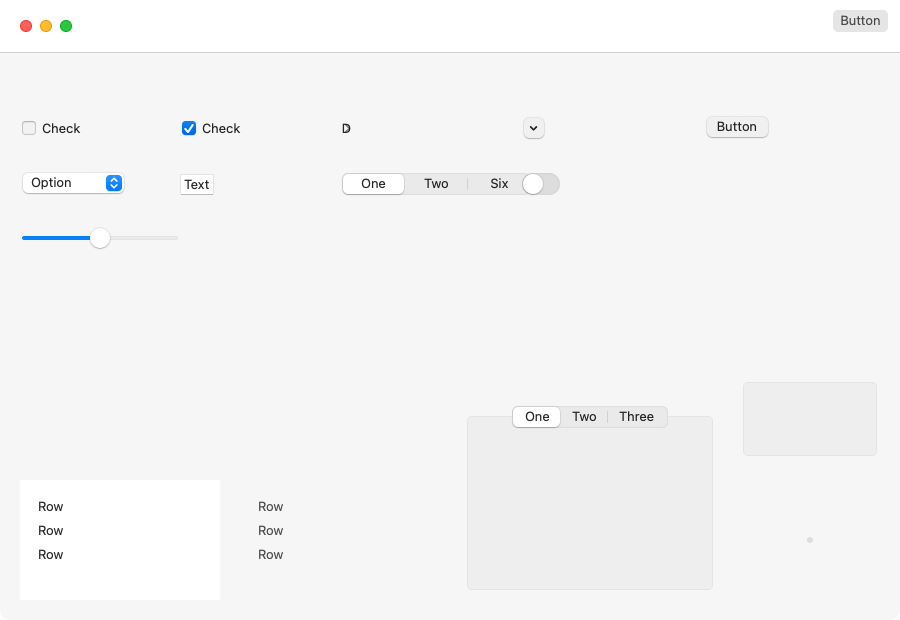 Button
Check
Check
Button
Option
Text
One
Two
Six
One
Two
Three
Row
Row
Row
Row
Row
Row